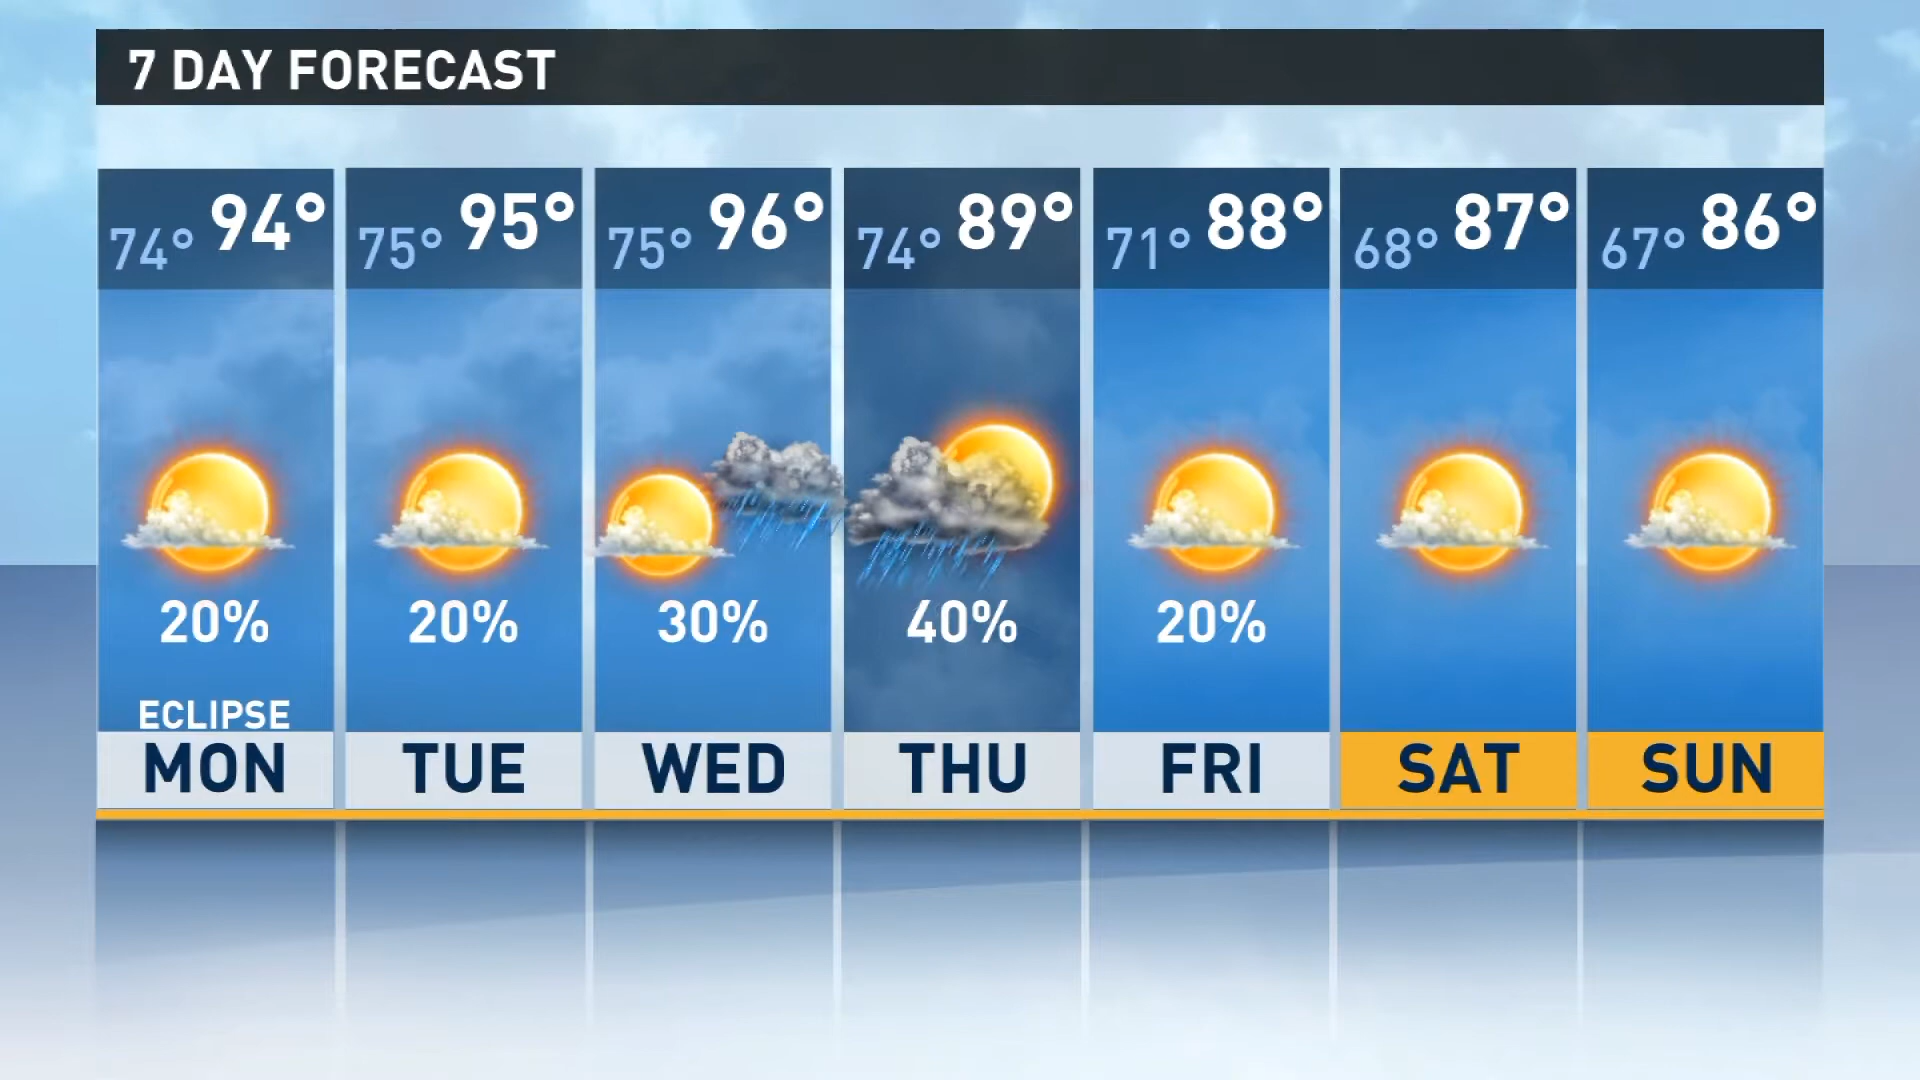 7 DAY FORECAST
74° 94° 75° 95° 75° 96° 74° 89° 71° 88° 68° 87° 67° 86°
20% 20% 30% 40% 20%
ECLIPSE
MON TUE WED THU FRI SAT SUN